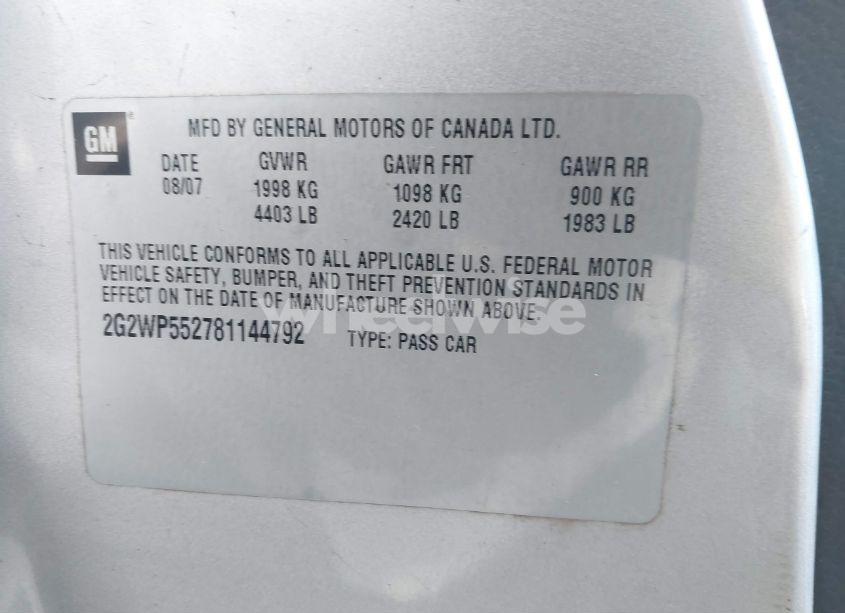 GM
MFD BY GENERAL MOTORS OF CANADA LTD.
DATE GVWR GAWR FRT GAWR RR
08/07 1998 KG 1098 KG 900 KG
4403 LB 2420 LB 1983 LB
THIS VEHICLE CONFORMS TO ALL APPLICABLE U.S. FEDERAL MOTOR
VEHICLE SAFETY, BUMPER, AND THEFT PREVENTION STANDARDS IN
EFFECT ON THE DATE OF MANUFACTURE SHOWN ABOVE.
2G2WP552781144792 TYPE: PASS CAR
wheelwise